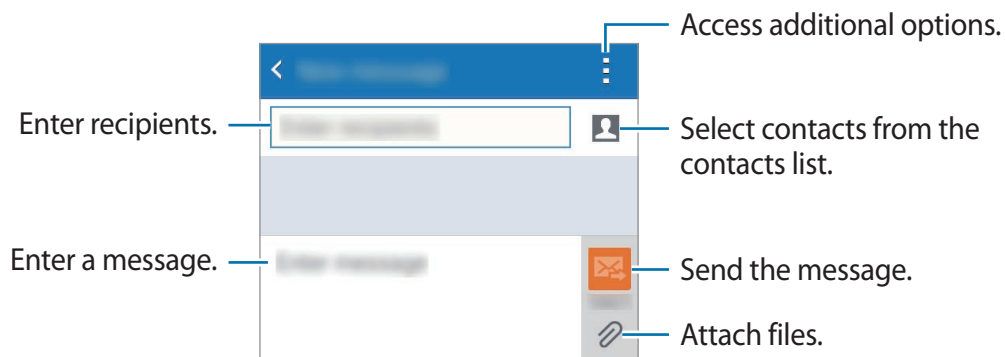 Access additional options.
Enter recipients.
Select contacts from the
contacts list.
Enter a message.
Send the message.
Attach files.